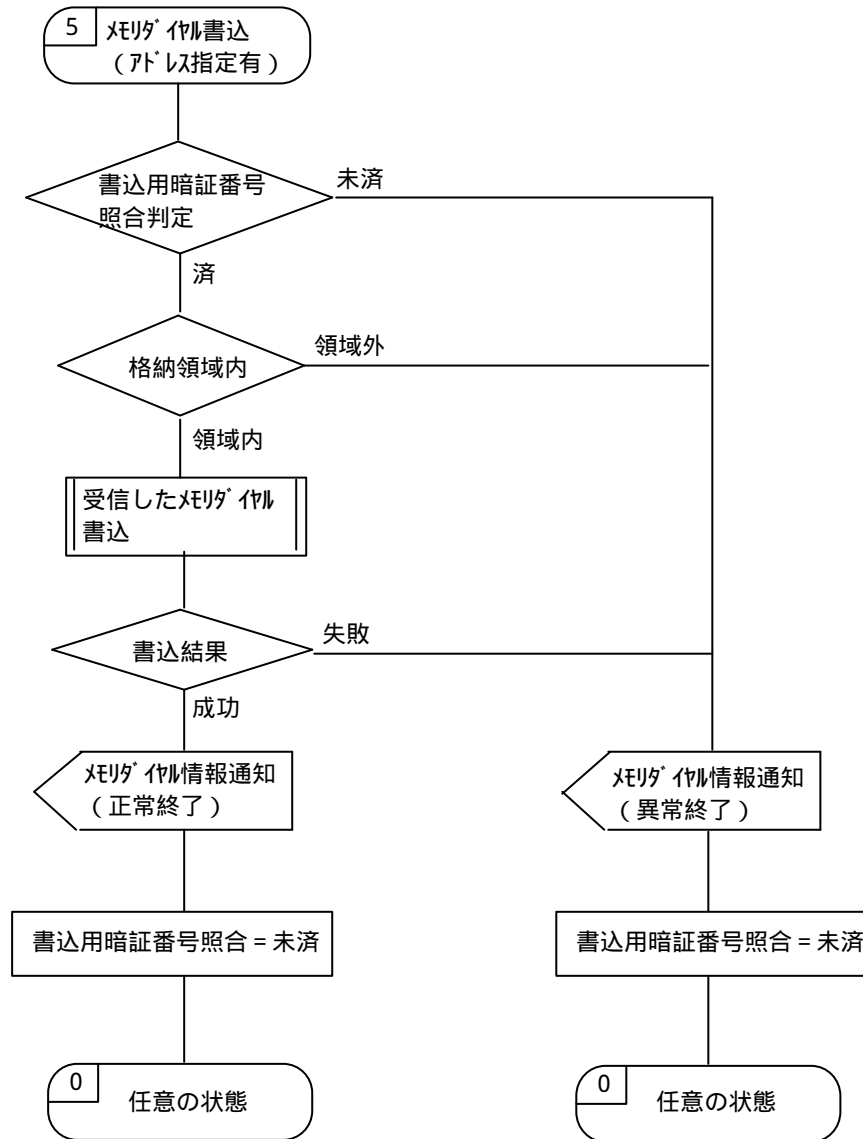 5
ﾒﾓﾘﾀﾞｲﾔﾙ書込
（ｱﾄﾞﾚｽ指定有）
書込用暗証番号
照合判定
未済
済
格納領域内
領域外
領域内
受信したﾒﾓﾘﾀﾞｲﾔﾙ
書込
書込結果
失敗
成功
ﾒﾓﾘﾀﾞｲﾔﾙ情報通知
（正常終了）
ﾒﾓﾘﾀﾞｲﾔﾙ情報通知
（異常終了）
書込用暗証番号照合=未済
書込用暗証番号照合=未済
0
任意の状態
0
任意の状態